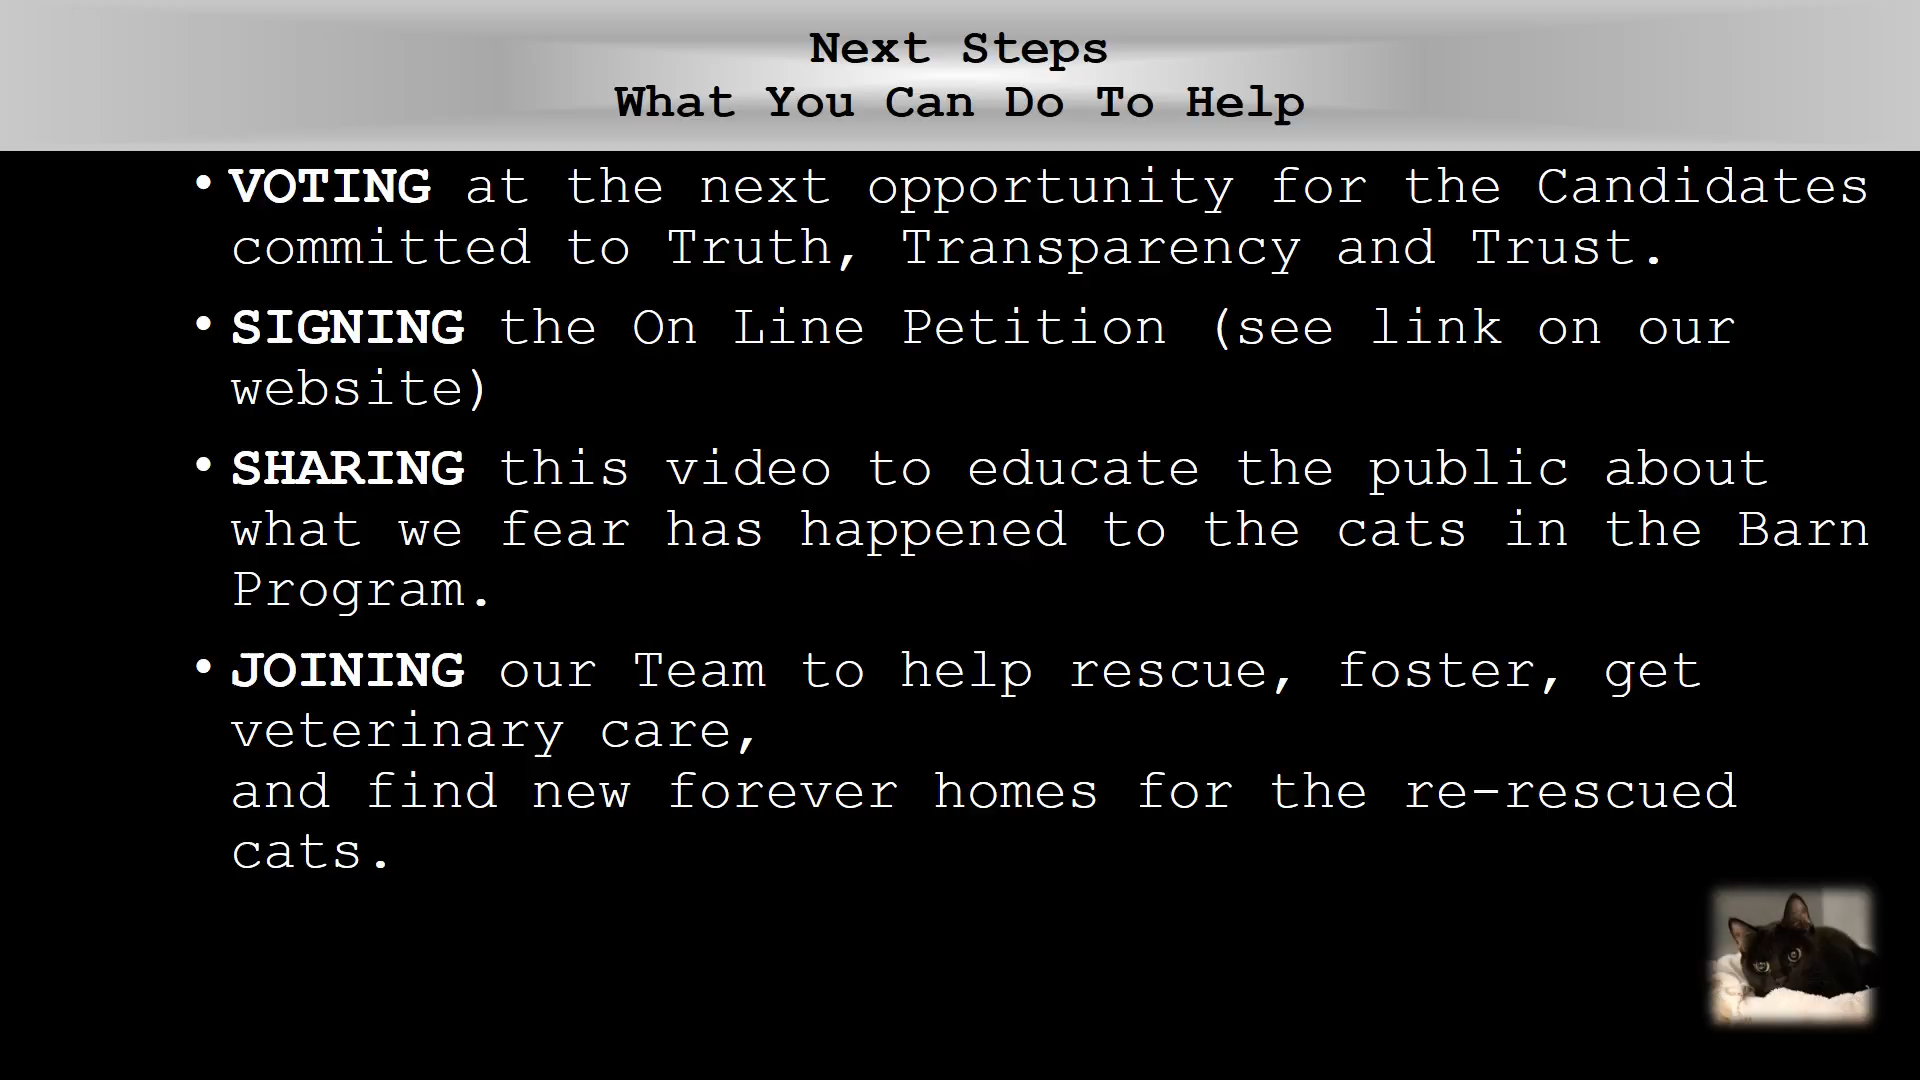 Next Steps
What You Can Do To Help
• VOTING at the next opportunity for the Candidates
committed to Truth, Transparency and Trust.
• SIGNING the On Line Petition (see link on our
website)
• SHARING this video to educate the public about
what we fear has happened to the cats in the Barn
Program.
• JOINING our Team to help rescue, foster, get
veterinary care,
and find new forever homes for the re-rescued
cats.